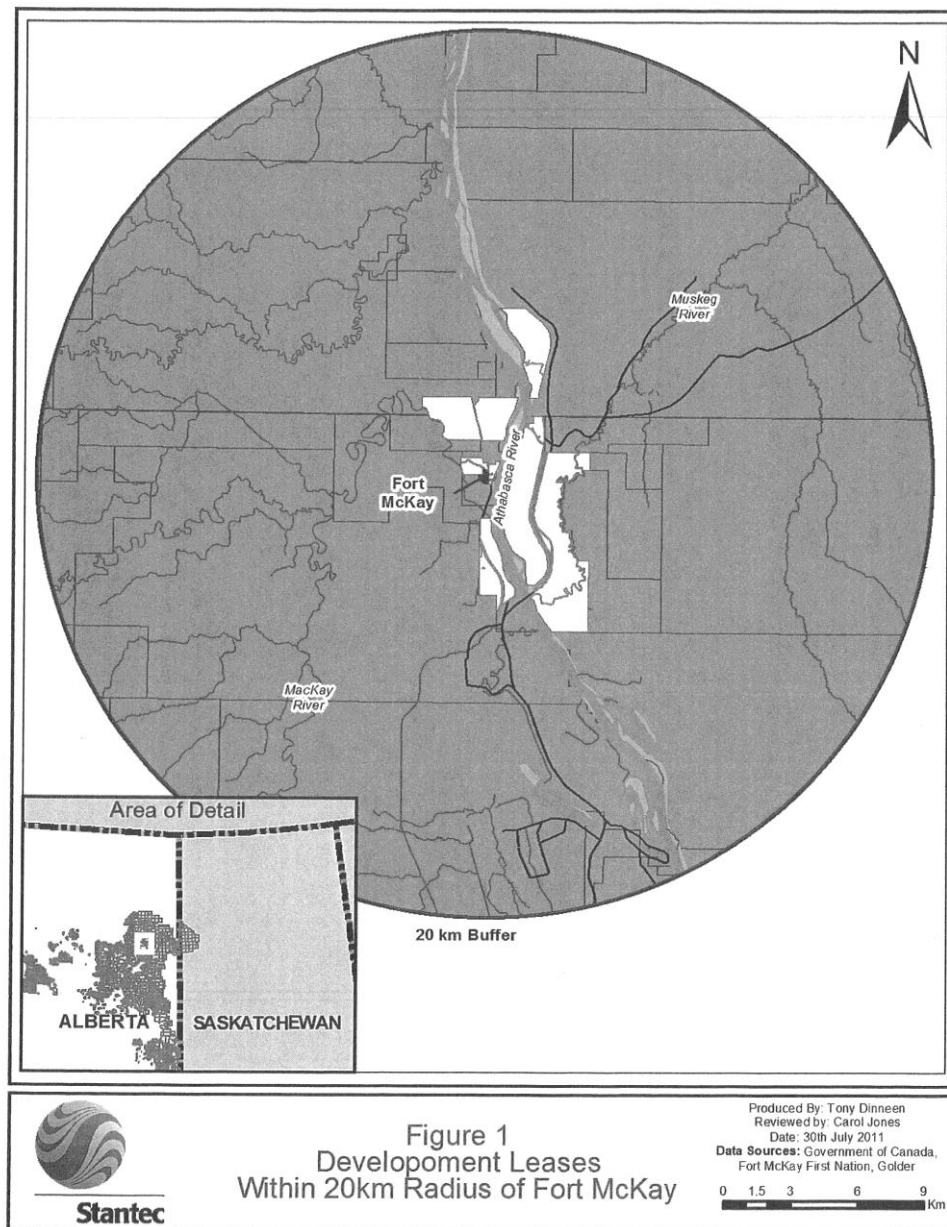 N
Muskeg
River
Athabasca River
Fort
McKay
MacKay
River
Area of Detail
ALBERTA
SASKATCHEWAN
20 km Buffer
Stantec
Figure 1
Developoment Leases
Within 20km Radius of Fort McKay
Produced By: Tony Dinneen
Reviewed by: Carol Jones
Date: 30th July 2011
Data Sources: Government of Canada,
Fort McKay First Nation, Golder
0 1.5 3 6 9
Km